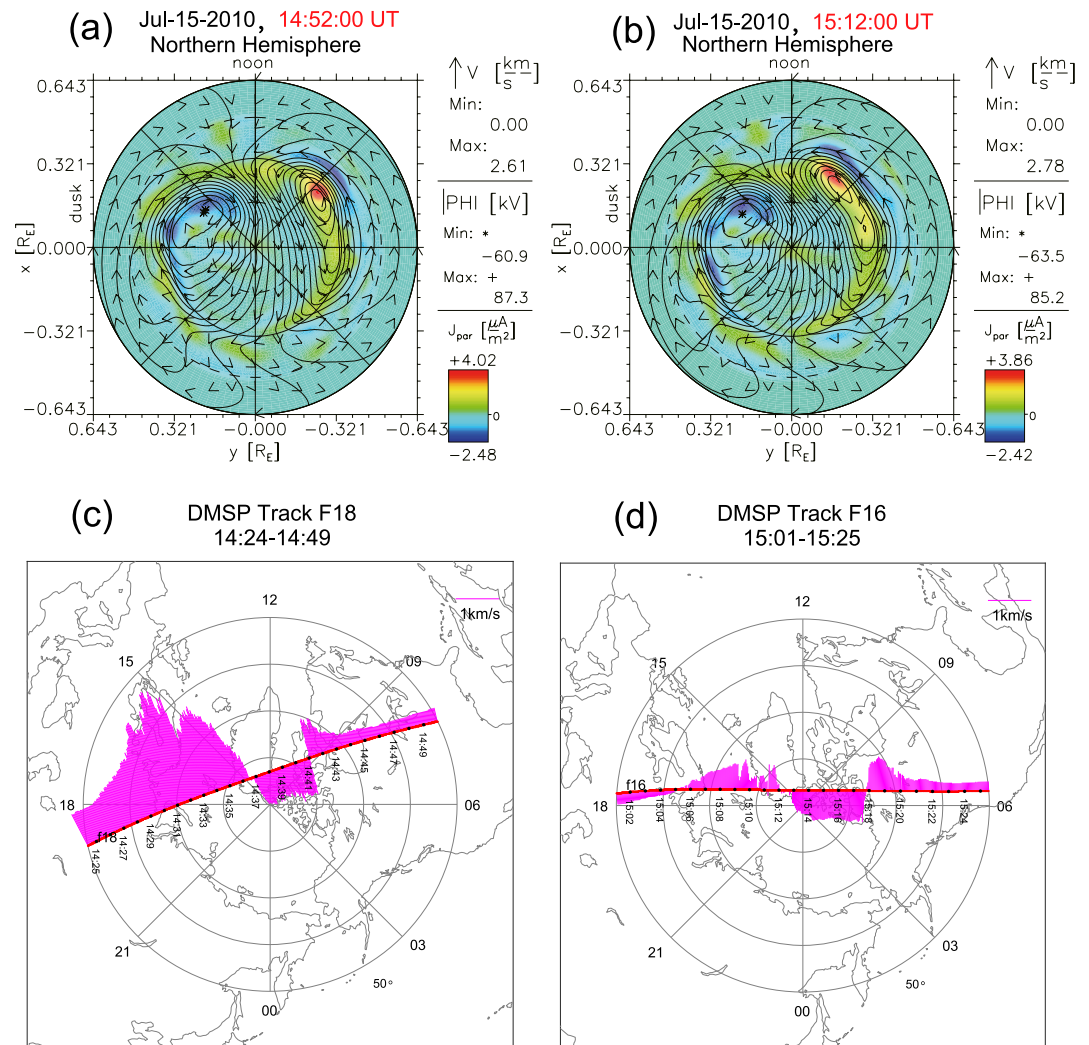 (a)
Jul-15-2010, 14:52:00 UT
Northern Hemisphere
noon
dusk
x [R_E]
0.643
0.321
0.000
−0.321
−0.643
0.643 0.321 −0.000 −0.321 −0.643
y [R_E]
↑V [km/s]
Min:
0.00
Max:
2.61
|PHI [kV]
Min: *
−60.9
Max: +
87.3
J_par [μA/m²]
+4.02
0
−2.48
(b)
Jul-15-2010, 15:12:00 UT
Northern Hemisphere
noon
dusk
x [R_E]
0.643
0.321
0.000
−0.321
−0.643
0.643 0.321 −0.000 −0.321 −0.643
y [R_E]
↑V [km/s]
Min:
0.00
Max:
2.78
|PHI [kV]
Min: *
−63.5
Max: +
85.2
J_par [μA/m²]
+3.86
0
−2.42
(c)
DMSP Track F18
14:24-14:49
1km/s
12
15
09
18
06
21
03
00
50°
14:25
14:27
14:29
14:31
14:33
14:35
14:37
14:39
14:41
14:43
14:45
14:47
14:49
(d)
DMSP Track F16
15:01-15:25
1km/s
12
15
09
18
06
21
03
00
50°
f16
15:02
15:04
15:06
15:08
15:10
15:12
15:14
15:16
15:18
15:20
15:22
15:24